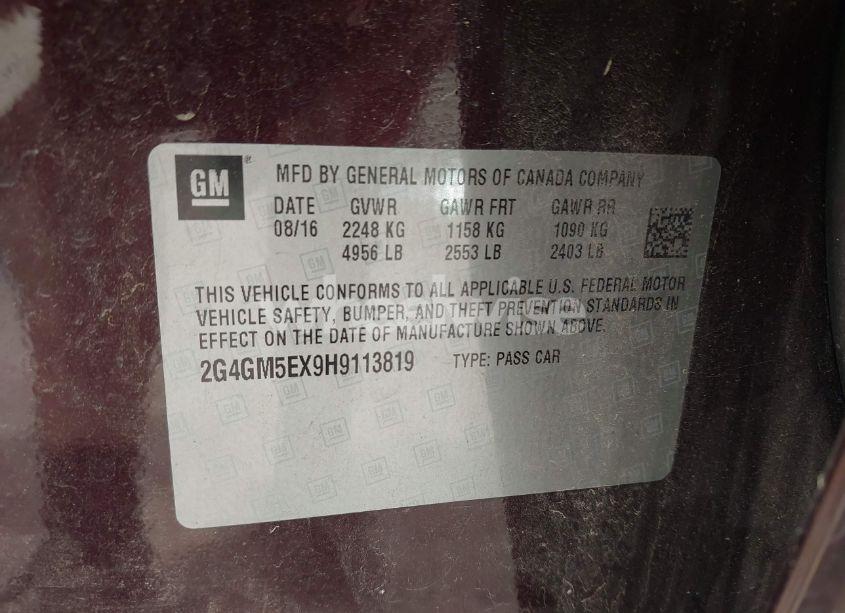 GM ® MFD BY GENERAL MOTORS OF CANADA COMPANY
DATE GVWR GAWR FRT GAWR RR
08/16 2248 KG 1158 KG 1090 KG
4956 LB 2553 LB 2403 LB
THIS VEHICLE CONFORMS TO ALL APPLICABLE U.S. FEDERAL MOTOR
VEHICLE SAFETY, BUMPER, AND THEFT PREVENTION STANDARDS IN
EFFECT ON THE DATE OF MANUFACTURE SHOWN ABOVE.
2G4GM5EX9H9113819 TYPE: PASS CAR